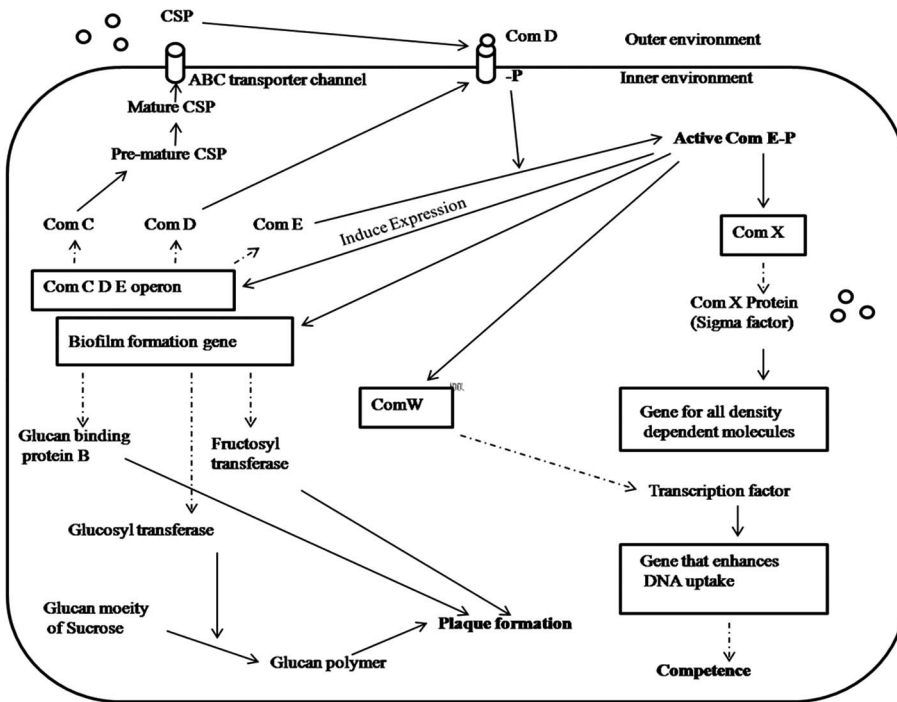 CSP
Com D
Outer environment
ABC transporter channel
-P
Inner environment
Mature CSP
Pre-mature CSP
Active Com E-P
Com C
Com D
Com E
Induce Expression
Com X
Com C D E operon
Com X Protein
(Sigma factor)
Biofilm formation gene
ComW
Gene for all density
dependent molecules
Glucan binding
protein B
Fructosyl
transferase
Transcription factor
Glucosyl transferase
Gene that enhances
DNA uptake
Glucan moeity
of Sucrose
Plaque formation
Glucan polymer
Competence